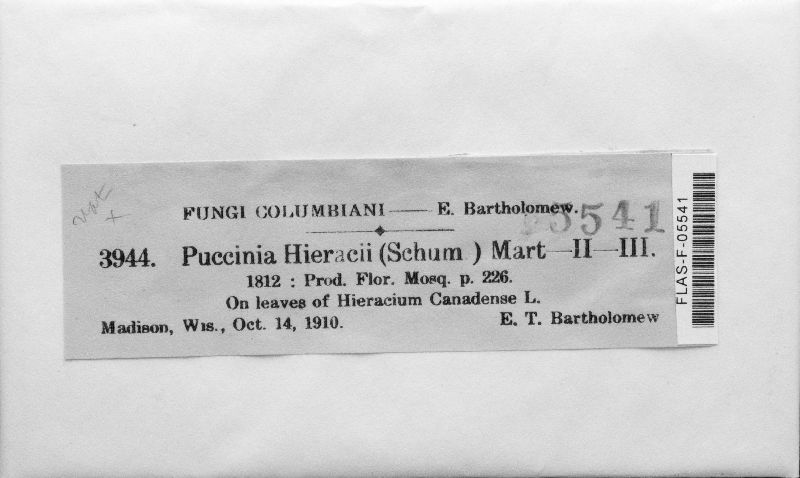 FUNGI COLUMBIANI — E. Bartholomew.
5541
3944. Puccinia Hieracii (Schum ) Mart —II—III.
1812 : Prod. Flor. Mosq. p. 226.
On leaves of Hieracium Canadense L.
Madison, Wis., Oct. 14, 1910. E. T. Bartholomew
FLAS-F-05541